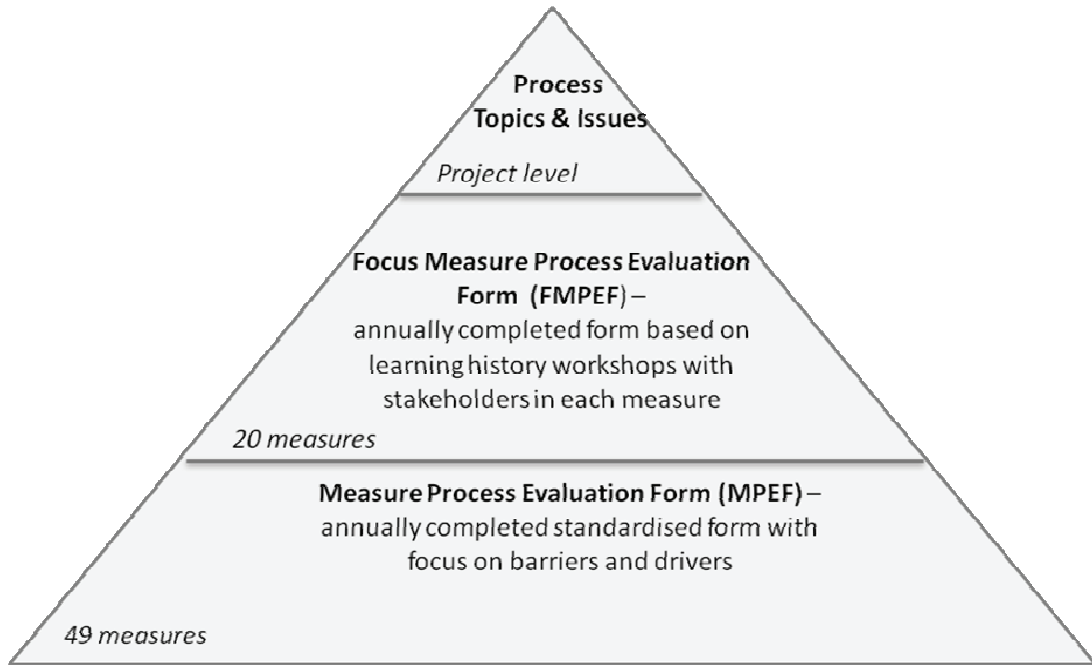 Process
Topics & Issues
Project level
Focus Measure Process Evaluation
Form (FMPEF) –
annually completed form based on
learning history workshops with
stakeholders in each measure
20 measures
Measure Process Evaluation Form (MPEF) –
annually completed standardised form with
focus on barriers and drivers
49 measures